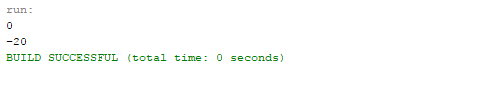 run:
0
-20
BUILD SUCCESSFUL (total time: 0 seconds)